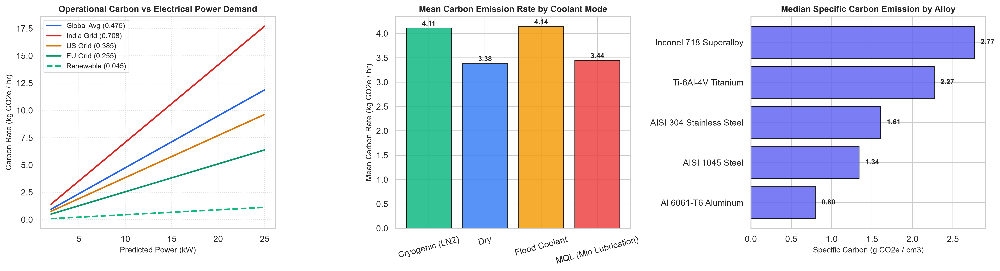 Operational Carbon vs Electrical Power Demand
Global Avg (0.475)
India Grid (0.708)
US Grid (0.385)
EU Grid (0.255)
Renewable (0.045)
Carbon Rate (kg CO2e / hr)
17.5
15.0
12.5
10.0
7.5
5.0
2.5
0.0
5 10 15 20 25
Predicted Power (kW)
Mean Carbon Emission Rate by Coolant Mode
Mean Carbon Rate (kg CO2e / hr)
4.0
3.5
3.0
2.5
2.0
1.5
1.0
0.5
0.0
4.11
3.38
4.14
3.44
Cryogenic (LN2)
Dry
Flood Coolant
MQL (Min Lubrication)
Median Specific Carbon Emission by Alloy
Inconel 718 Superalloy
2.77
Ti-6Al-4V Titanium
2.27
AISI 304 Stainless Steel
1.61
AISI 1045 Steel
1.34
Al 6061-T6 Aluminum
0.80
0.0 0.5 1.0 1.5 2.0 2.5
Specific Carbon (g CO2e / cm3)